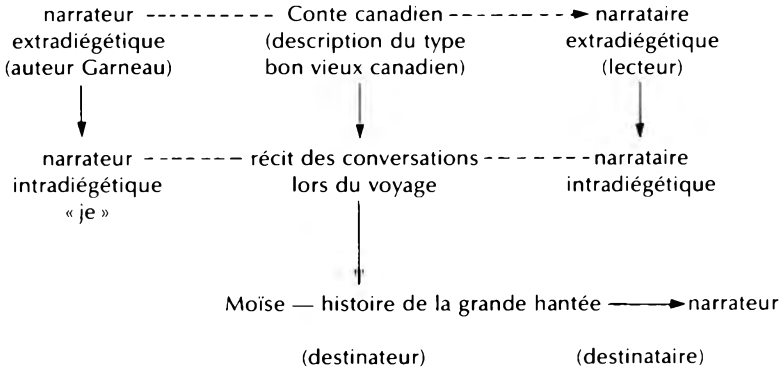 narrateur Conte canadien narrataire
extradiégétique (description du type extradiégétique
(auteur Garneau) bon vieux canadien) (lecteur)
narrateur récit des conversations narrataire
intradiégétique lors du voyage intradiégétique
« je »
Moïse — histoire de la grande hantée narrateur
(destinateur) (destinataire)